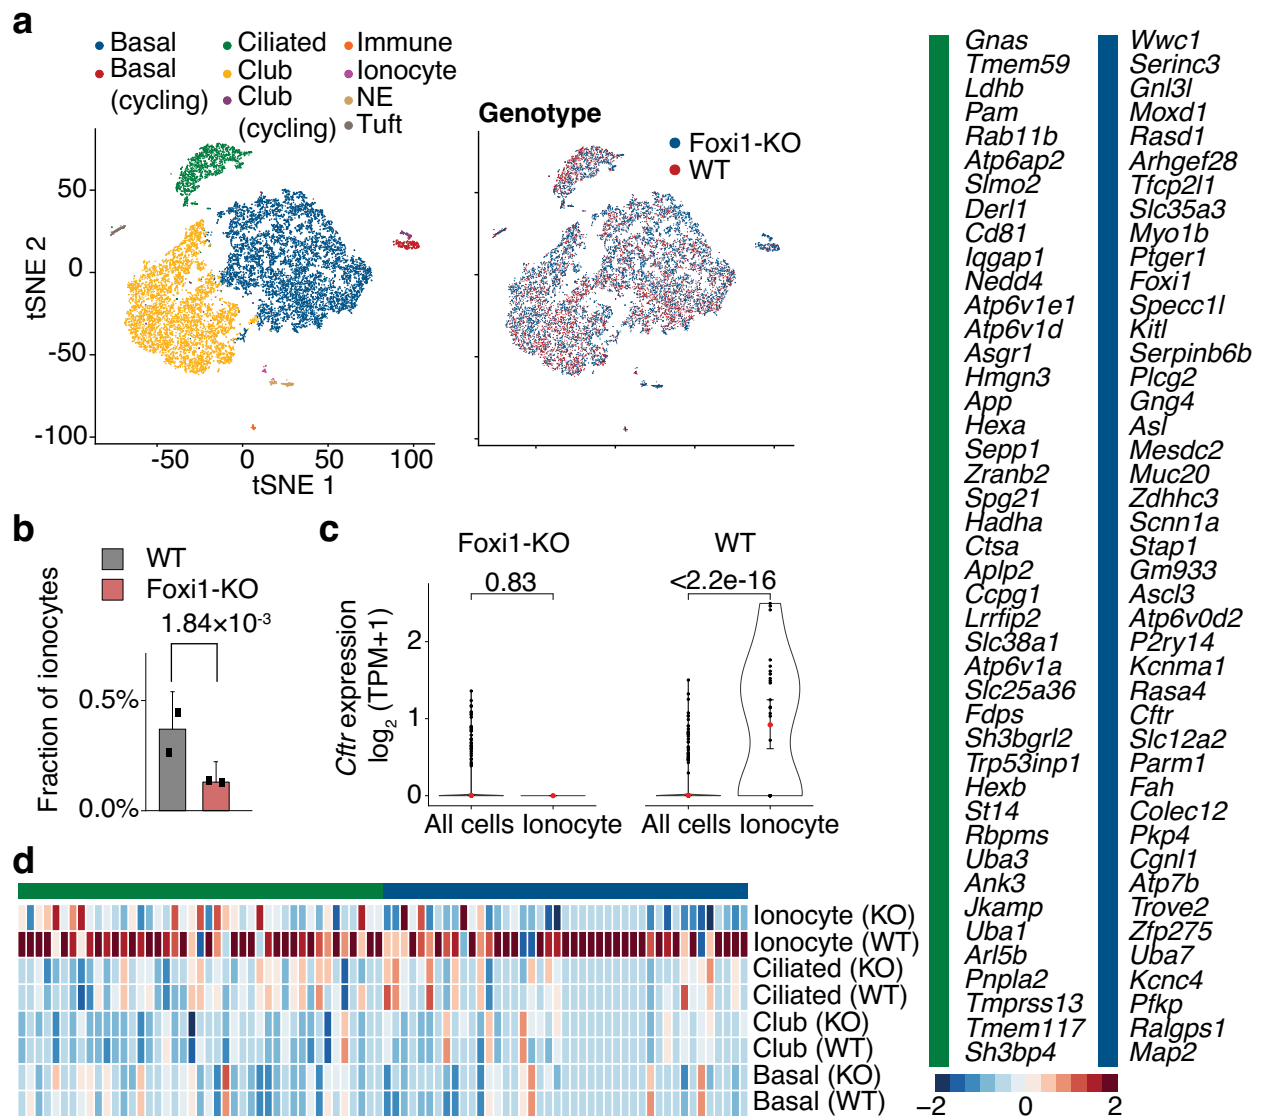 a
Basal
Basal
(cycling)
Ciliated
Club
Club
(cycling)
Immune
Ionocyte
NE
Tuft
Genotype
Foxi1-KO
WT
tSNE 2
50
0
-50
-100
-50
0
50
100
tSNE 1
b
WT
Foxi1-KO
1.84×10-3
Fraction of ionocytes
0.5%
0.0%
c
Foxi1-KO
WT
0.83
<2.2e-16
Cftr expression
log2 (TPM+1)
2
1
0
All cells
Ionocyte
All cells
Ionocyte
d
Ionocyte (KO)
Ionocyte (WT)
Ciliated (KO)
Ciliated (WT)
Club (KO)
Club (WT)
Basal (KO)
Basal (WT)
Gnas
Tmem59
Ldhb
Pam
Rab11b
Atp6ap2
Slmo2
Derl1
Cd81
Iqgap1
Nedd4
Atp6v1e1
Atp6v1d
Asgr1
Hmgn3
App
Hexa
Sepp1
Zranb2
Spg21
Hadha
Ctsa
Aplp2
Ccpg1
Lrrfip2
Slc38a1
Atp6v1a
Slc25a36
Fdps
Sh3bgrl2
Trp53inp1
Hexb
St14
Rbpms
Uba3
Ank3
Jkamp
Uba1
Arl5b
Pnpla2
Tmprss13
Tmem117
Sh3bp4
Wwc1
Serinc3
Gnl3l
Moxd1
Rasd1
Arhgef28
Tfcp2l1
Slc35a3
Myo1b
Ptger1
Foxi1
Specc1l
Kitl
Serpinb6b
Plcg2
Gng4
Asl
Mesdc2
Muc20
Zdhhc3
Scnn1a
Stap1
Gm933
Ascl3
Atp6v0d2
P2ry14
Kcnma1
Rasa4
Cftr
Slc12a2
Parm1
Fah
Colec12
Pkp4
Cgnl1
Atp7b
Trove2
Zfp275
Uba7
Kcnc4
Pfkp
Ralgps1
Map2
−2
0
2